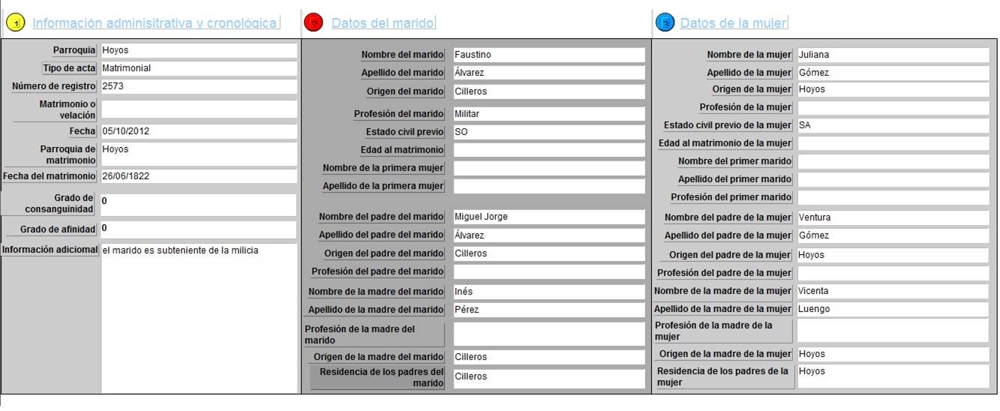 1 Información adminisitrativa y cronológica
Parroquia Hoyos
Tipo de acta Matrimonial
Número de registro 2573
Matrimonio o
velación
Fecha 05/10/2012
Parroquia de Hoyos
matrimonio
Fecha del matrimonio 26/06/1822
Grado de 0
consanguinidad
Grado de afinidad 0
Información adiciomal el marido es subteniente de la milicia
2 Datos del marido
Nombre del marido Faustino
Apellido del marido Álvarez
Origen del marido Cilleros
Profesión del marido Militar
Estado civil previo SO
Edad al matrimonio
Nombre de la primera mujer
Apellido de la primera mujer
Nombre del padre del marido Miguel Jorge
Apellido del padre del marido Álvarez
Origen del padre del marido Cilleros
Profesión del padre del marido
Nombre de la madre del marido Inés
Apellido de la madre del marido Pérez
Profesión de la madre del
marido
Origen de la madre del marido Cilleros
Residencia de los padres del Cilleros
marido
3 Datos de la mujer
Nombre de la mujer Juliana
Apellido de la mujer Gómez
Origen de la mujer Hoyos
Profesión de la mujer
Estado civil previo de la mujer SA
Edad al matrimonio de la mujer
Nombre del primer marido
Apellido del primer marido
Profesión del primer marido
Nombre del padre de la mujer Ventura
Apellido del padre de la mujer Gómez
Origen del padre de la mujer Hoyos
Profesión del padre de la mujer
Nombre de la madre de la mujer Vicenta
Apellido de la madre de la mujer Luengo
Profesión de la madre de la
mujer
Origen de la madre de la mujer Hoyos
Residencia de los padres de la Hoyos
mujer